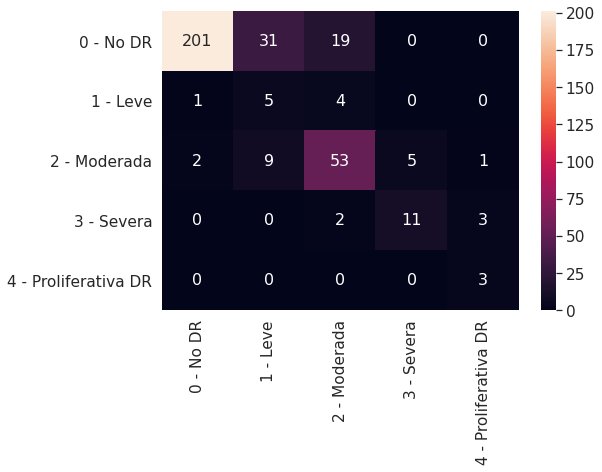 0 - No DR 201 31 19 0 0
1 - Leve 1 5 4 0 0
2 - Moderada 2 9 53 5 1
3 - Severa 0 0 2 11 3
4 - Proliferativa DR 0 0 0 0 3
0 - No DR
1 - Leve
2 - Moderada
3 - Severa
4 - Proliferativa DR
200
175
150
125
100
75
50
25
0